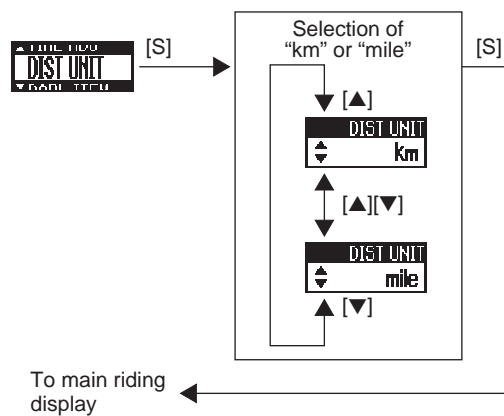 DIST UNIT
[S]
Selection of
“km” or “mile”
[S]
[▲]
DIST UNIT
km
[▲][▼]
DIST UNIT
mile
[▼]
To main riding
display